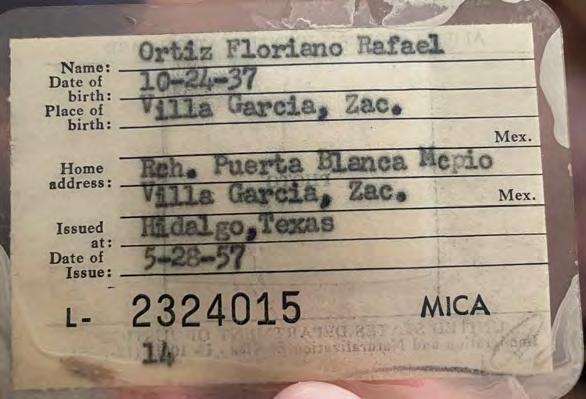 Name: Ortiz Floriano Rafael
Date of birth: 10-24-37
Place of birth: Villa Garcia, Zac.
Mex.
Home address: Rch. Puerta Blanca Mcpio
Villa Garcia, Zac. Mex.
Issued at: Hidalgo,Texas
Date of Issue: 5-28-57
L- 2324015 MICA
14